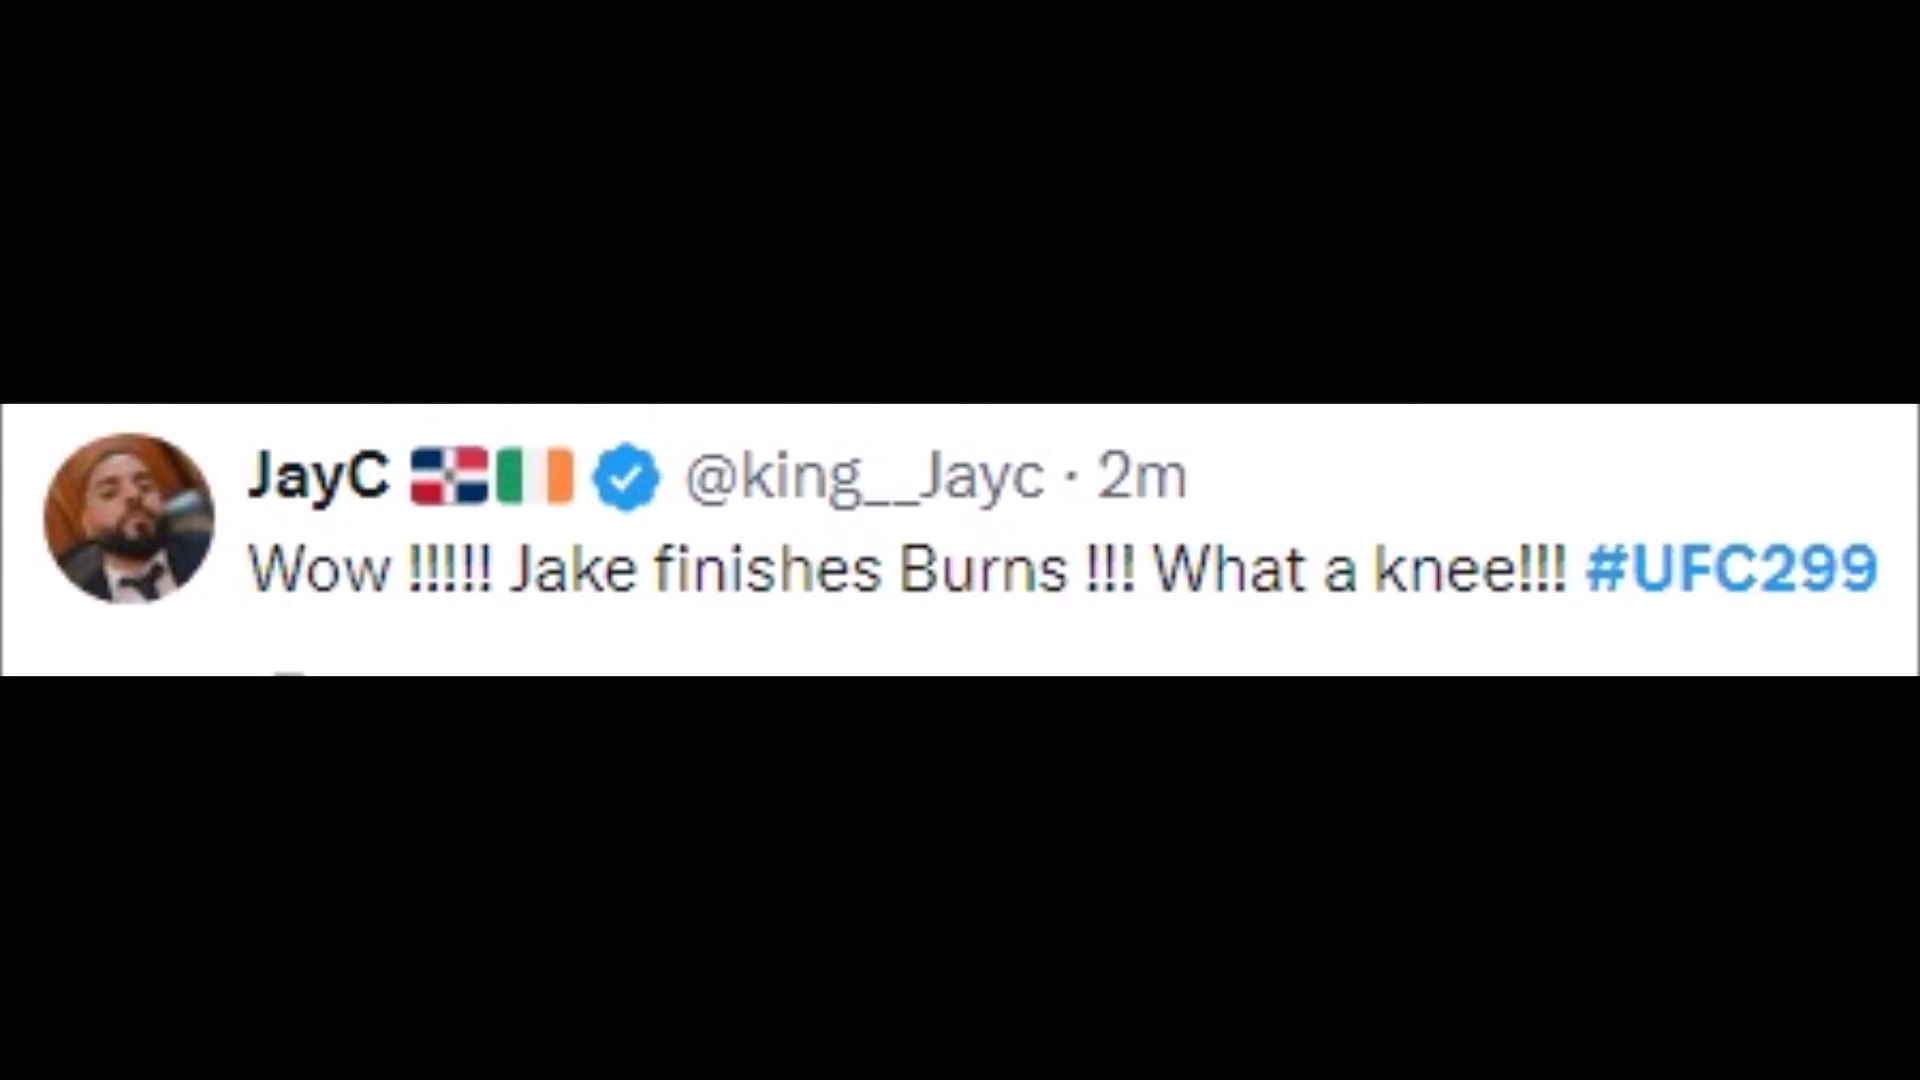 JayC 🇩🇴🇮🇪 @king__Jayc · 2m
Wow !!!!! Jake finishes Burns !!! What a knee!!! #UFC299